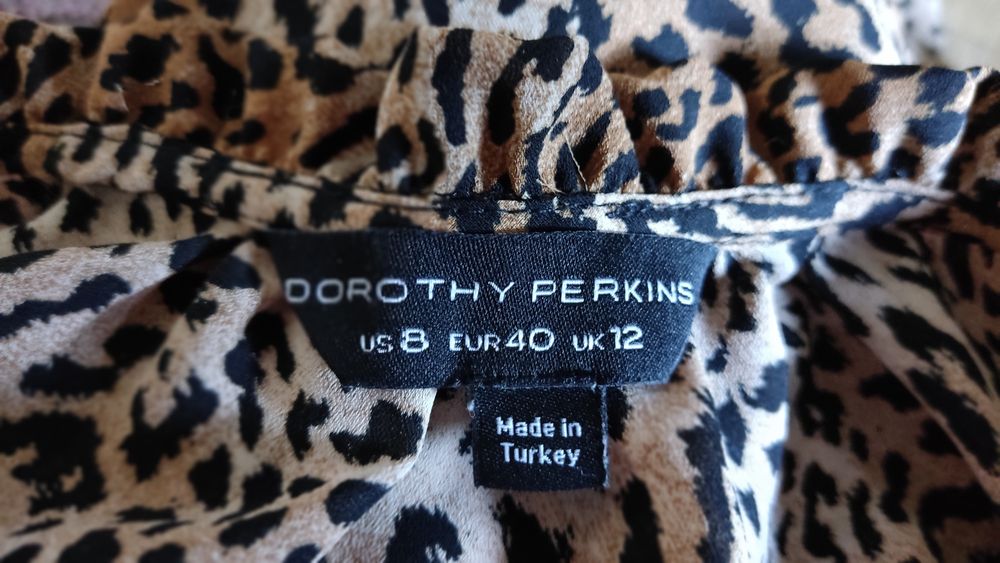 DOROTHY PERKINS
US 8 EUR 40 UK 12
Made in
Turkey